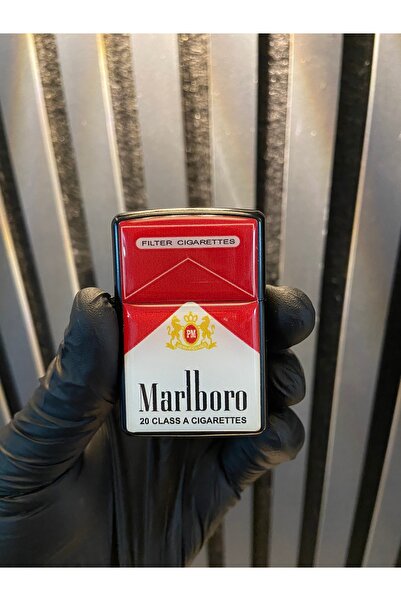 FILTER CIGARETTES
PM
Marlboro
20 CLASS A CIGARETTES